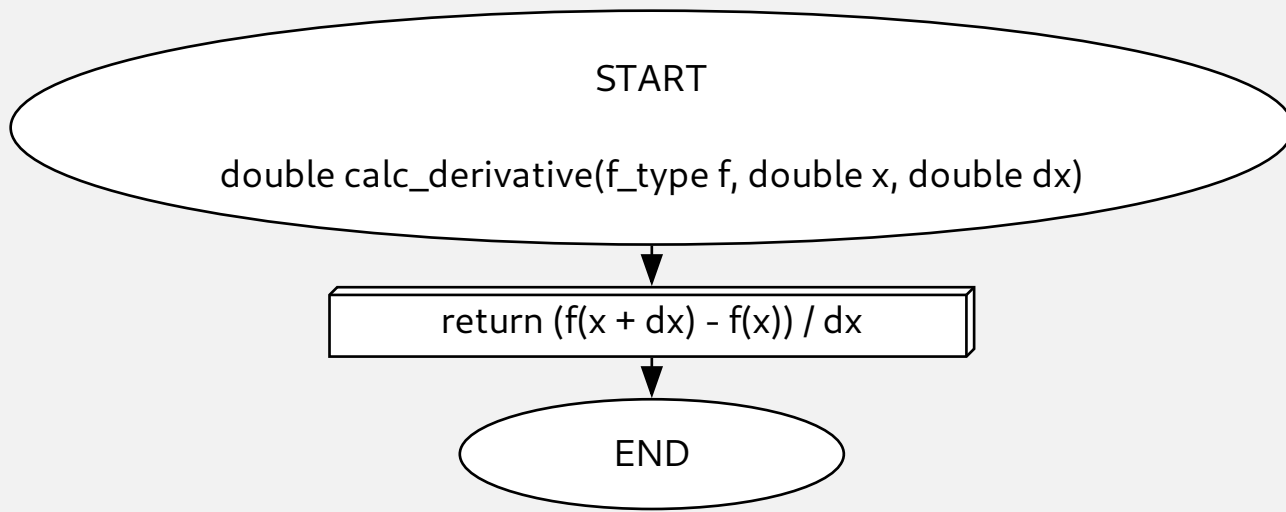 START
double calc_derivative(f_type f, double x, double dx)
return (f(x + dx) - f(x)) / dx
END